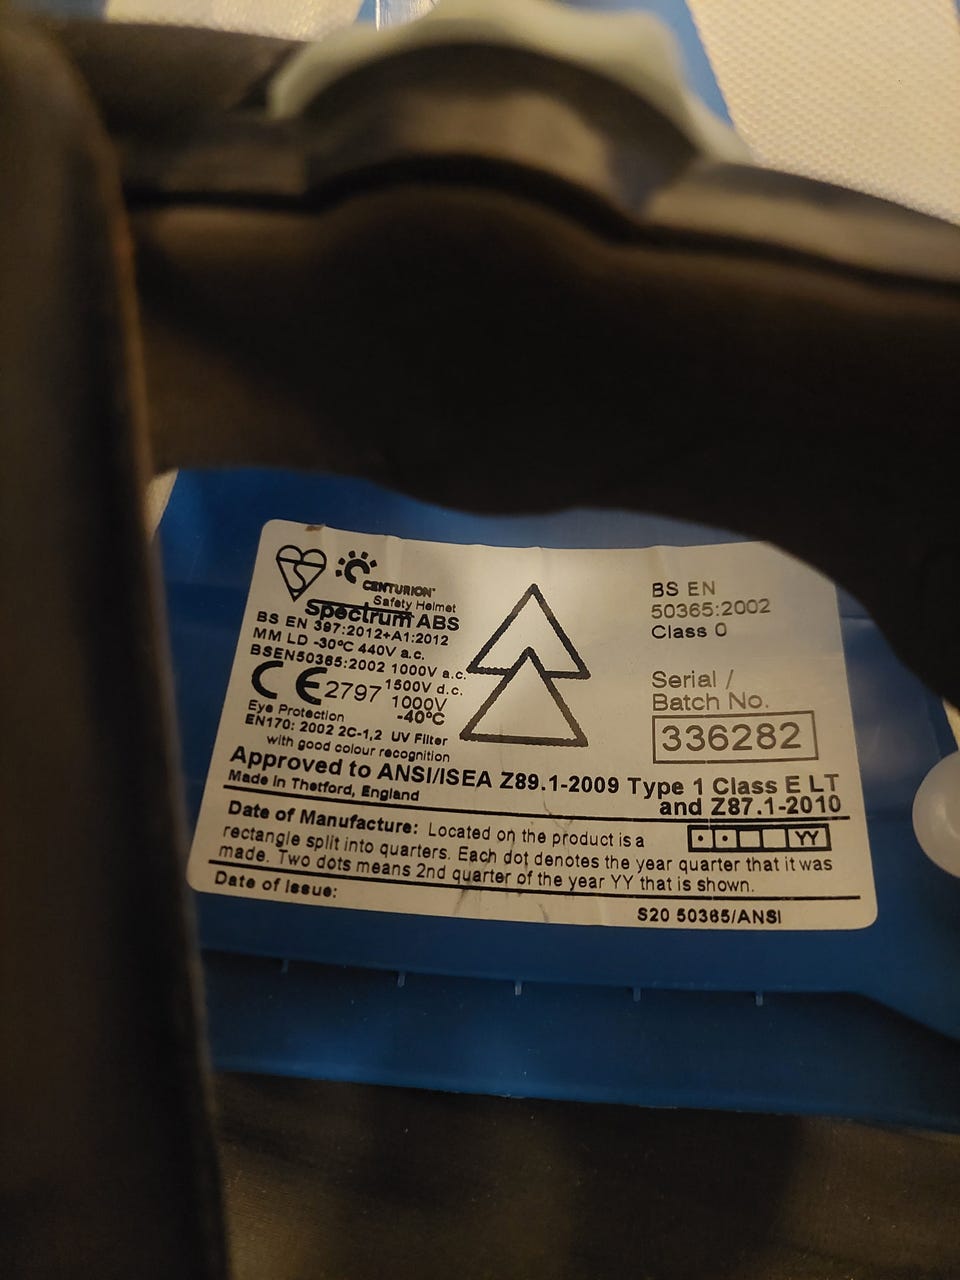 CENTURION
Safety Helmet
Spectrum ABS
BS EN 397:2012+A1:2012
MM LD -30°C 440V a.c.
BSEN50365:2002 1000V a.c.
1500V d.c.
CE 2797 1000V
-40°C
Eye Protection
EN170: 2002 2C-1,2 UV Filter
with good colour recognition
BS EN
50365:2002
Class 0
Serial /
Batch No.
336282
Approved to ANSI/ISEA Z89.1-2009 Type 1 Class E LT
and Z87.1-2010
Made in Thetford, England
Date of Manufacture: Located on the product is a
YY
rectangle split into quarters. Each dot denotes the year quarter that it was
made. Two dots means 2nd quarter of the year YY that is shown.
Date of issue:
S20 50365/ANSI